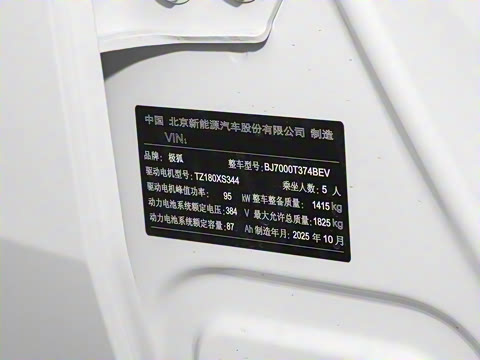 中国 北京新能源汽车股份有限公司 制造
VIN:
品牌: 极狐 整车型号: BJ7000T374BEV
驱动电机型号: TZ180XS344 乘坐人数: 5 人
驱动电机峰值功率: 95 kW 整车整备质量: 1415 kg
动力电池系统额定电压: 384 V 最大允许总质量: 1825 kg
动力电池系统额定容量: 87 Ah 制造年月: 2025 年 10 月